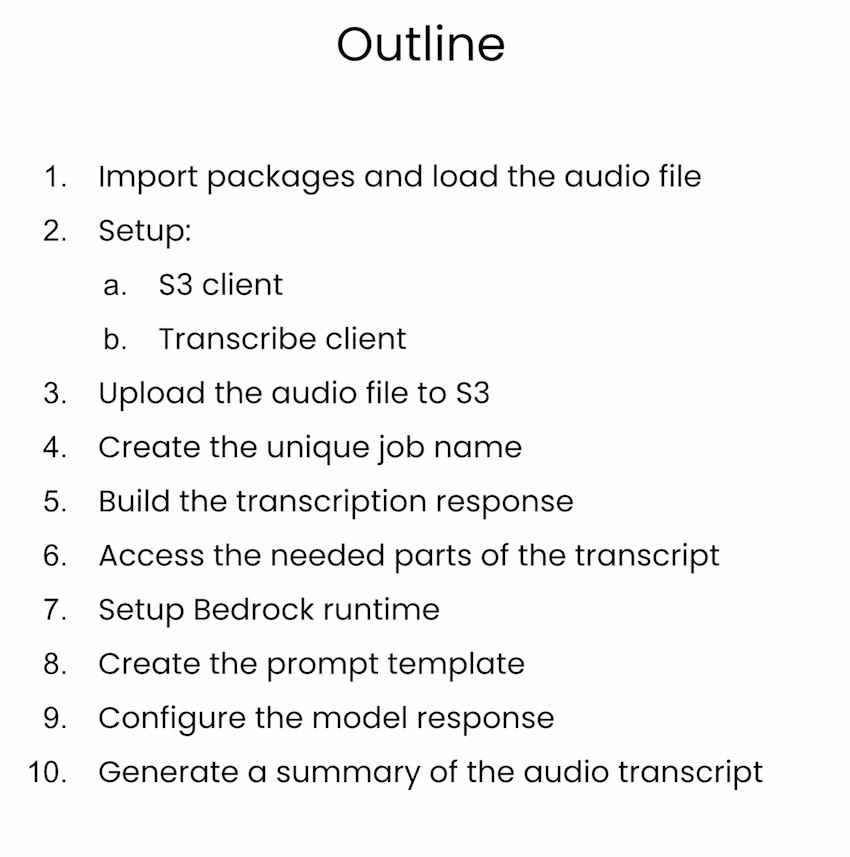 Outline
1. Import packages and load the audio file
2. Setup:
a. S3 client
b. Transcribe client
3. Upload the audio file to S3
4. Create the unique job name
5. Build the transcription response
6. Access the needed parts of the transcript
7. Setup Bedrock runtime
8. Create the prompt template
9. Configure the model response
10. Generate a summary of the audio transcript